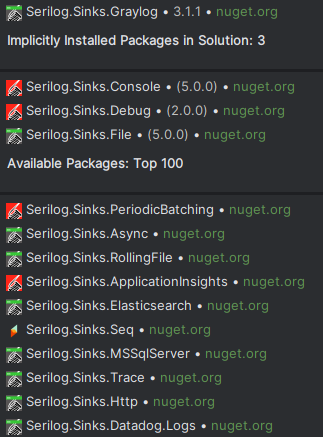 Serilog.Sinks.Graylog • 3.1.1 • nuget.org
Implicitly Installed Packages in Solution: 3
Serilog.Sinks.Console • (5.0.0) • nuget.org
Serilog.Sinks.Debug • (2.0.0) • nuget.org
Serilog.Sinks.File • (5.0.0) • nuget.org
Available Packages: Top 100
Serilog.Sinks.PeriodicBatching • nuget.org
Serilog.Sinks.Async • nuget.org
Serilog.Sinks.RollingFile • nuget.org
Serilog.Sinks.ApplicationInsights • nuget.org
Serilog.Sinks.Elasticsearch • nuget.org
Serilog.Sinks.Seq • nuget.org
Serilog.Sinks.MSSqlServer • nuget.org
Serilog.Sinks.Trace • nuget.org
Serilog.Sinks.Http • nuget.org
Serilog.Sinks.Datadog.Logs • nuget.org